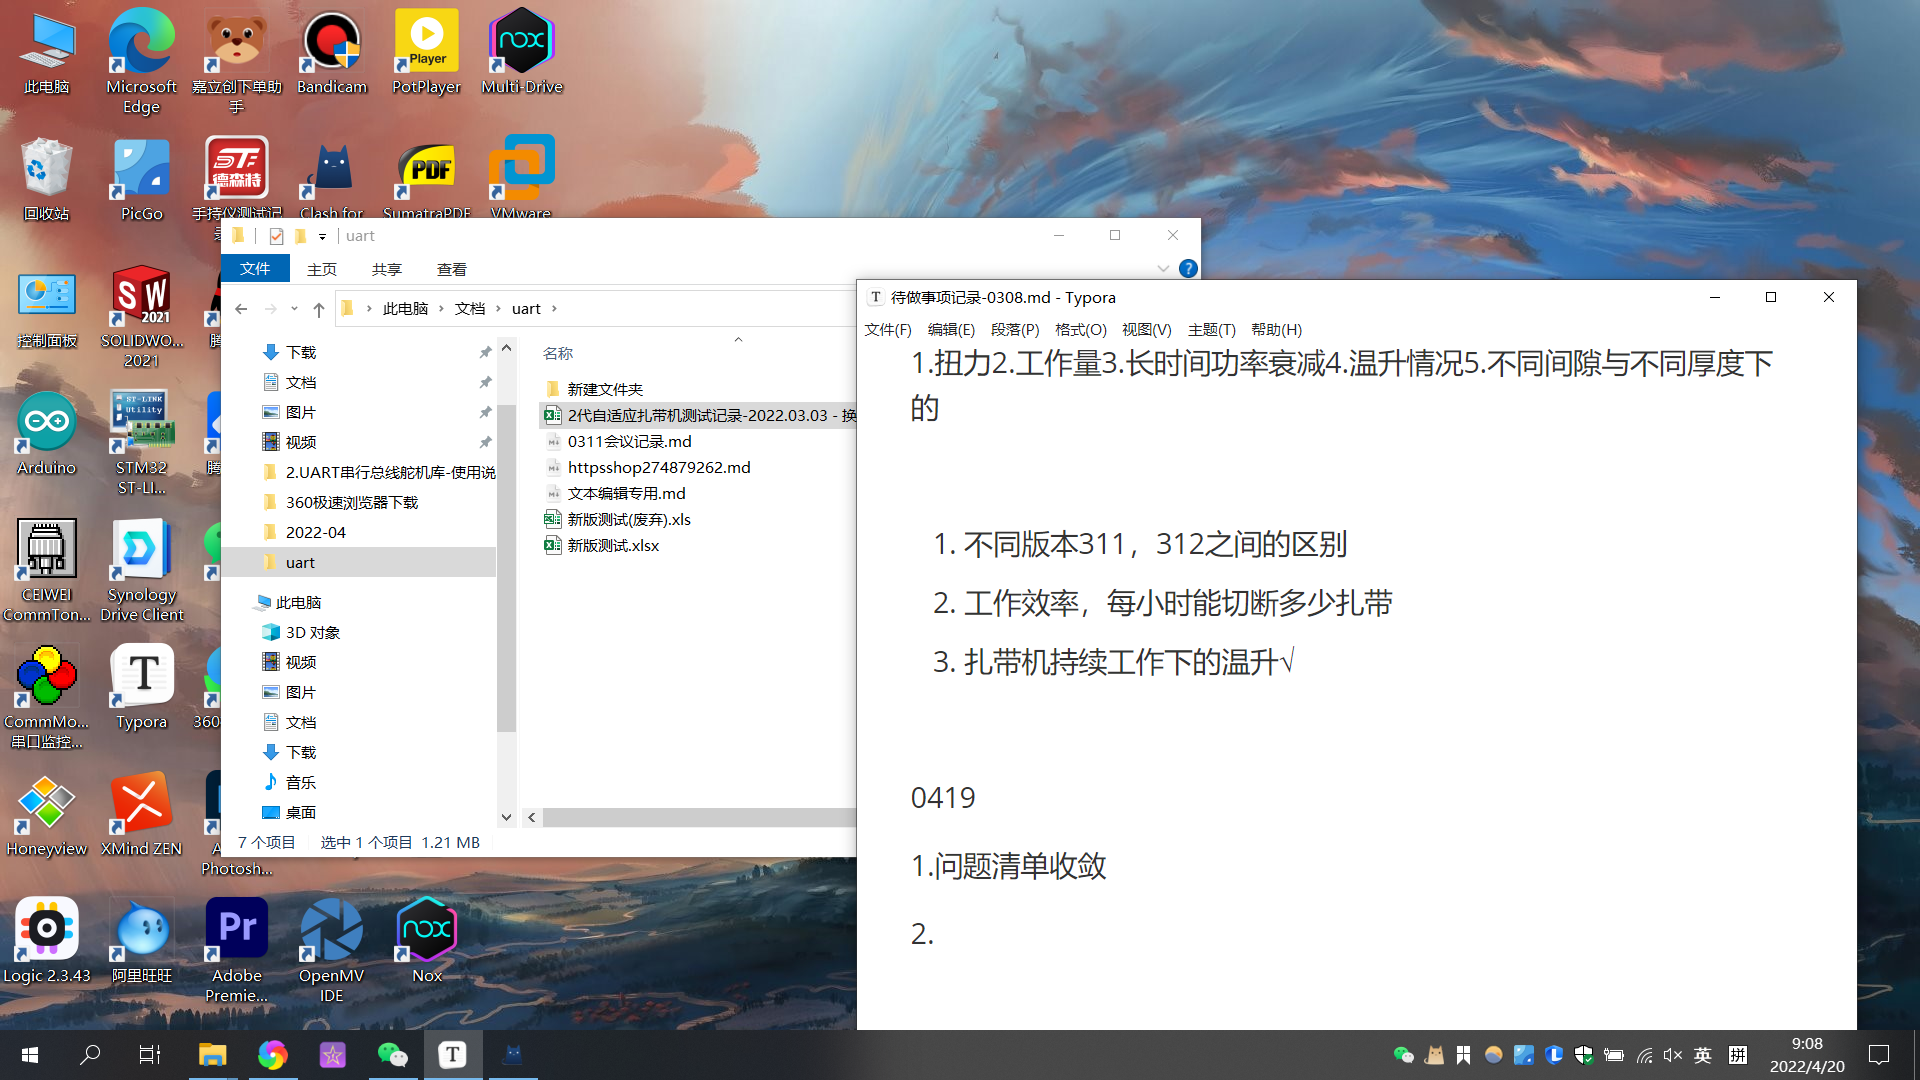 此电脑
Microsoft Edge
嘉立创下单助手
Bandicam
PotPlayer
Multi-Drive
回收站
PicGo
手持仪测试记
Clash for
SumatraPDF
VMware
控制面板
SOLIDWO... 2021
Arduino
STM32 ST-LI...
CEIWEI CommTon...
Synology Drive Client
CommMo... 串口监控...
Typora
360
Honeyview
XMind ZEN
A
Photosh...
Logic 2.3.43
阿里旺旺
Adobe Premie...
OpenMV IDE
Nox
uart
文件
主页
共享
查看
此电脑 › 文档 › uart ›
下载
文档
图片
视频
2.UART串行总线舵机库-使用说
360极速浏览器下载
2022-04
uart
此电脑
3D 对象
视频
图片
文档
下载
音乐
桌面
名称
新建文件夹
2代自适应扎带机测试记录-2022.03.03 - 换
0311会议记录.md
httpsshop274879262.md
文本编辑专用.md
新版测试(废弃).xls
新版测试.xlsx
7 个项目 选中 1 个项目 1.21 MB
待做事项记录-0308.md - Typora
文件(F) 编辑(E) 段落(P) 格式(O) 视图(V) 主题(T) 帮助(H)
1.扭力2.工作量3.长时间功率衰减4.温升情况5.不同间隙与不同厚度下
的
1. 不同版本311，312之间的区别
2. 工作效率，每小时能切断多少扎带
3. 扎带机持续工作下的温升√
0419
1.问题清单收敛
2.
英
拼
9:08
2022/4/20